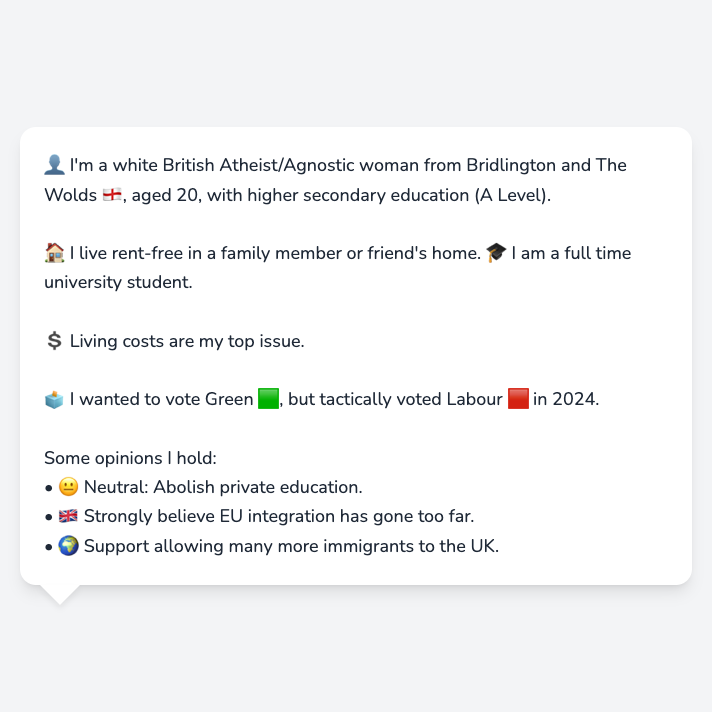 👤 I'm a white British Atheist/Agnostic woman from Bridlington and The
Wolds 🏴󠁧󠁢󠁥󠁮󠁧󠁿, aged 20, with higher secondary education (A Level).
🏠 I live rent-free in a family member or friend's home. 🎓 I am a full time
university student.
💲 Living costs are my top issue.
🗳️ I wanted to vote Green 🟩, but tactically voted Labour 🟥 in 2024.
Some opinions I hold:
• 😐 Neutral: Abolish private education.
• 🇬🇧 Strongly believe EU integration has gone too far.
• 🌍 Support allowing many more immigrants to the UK.